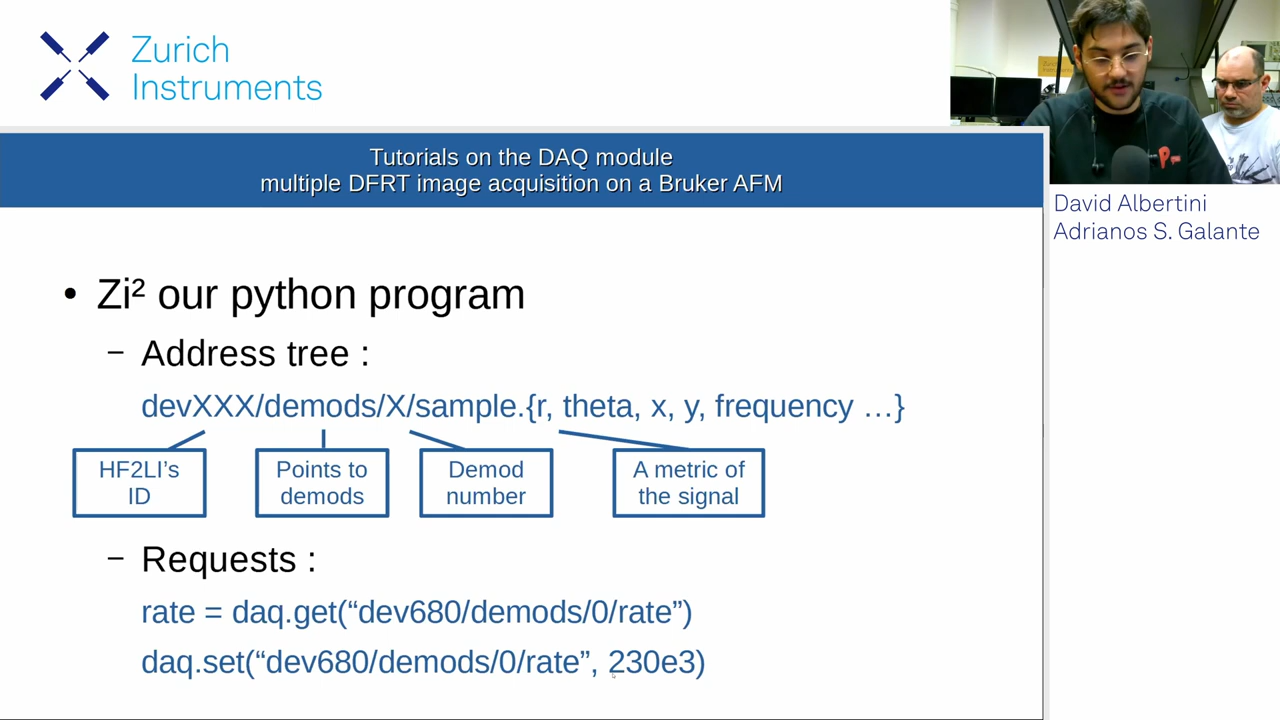 Zurich
Instruments
Tutorials on the DAQ module
multiple DFRT image acquisition on a Bruker AFM
David Albertini
Adrianos S. Galante
• Zi² our python program
– Address tree :
devXXX/demods/X/sample.{r, theta, x, y, frequency …}
HF2LI’s
ID
Points to
demods
Demod
number
A metric of
the signal
– Requests :
rate = daq.get(“dev680/demods/0/rate”)
daq.set(“dev680/demods/0/rate”, 230e3)